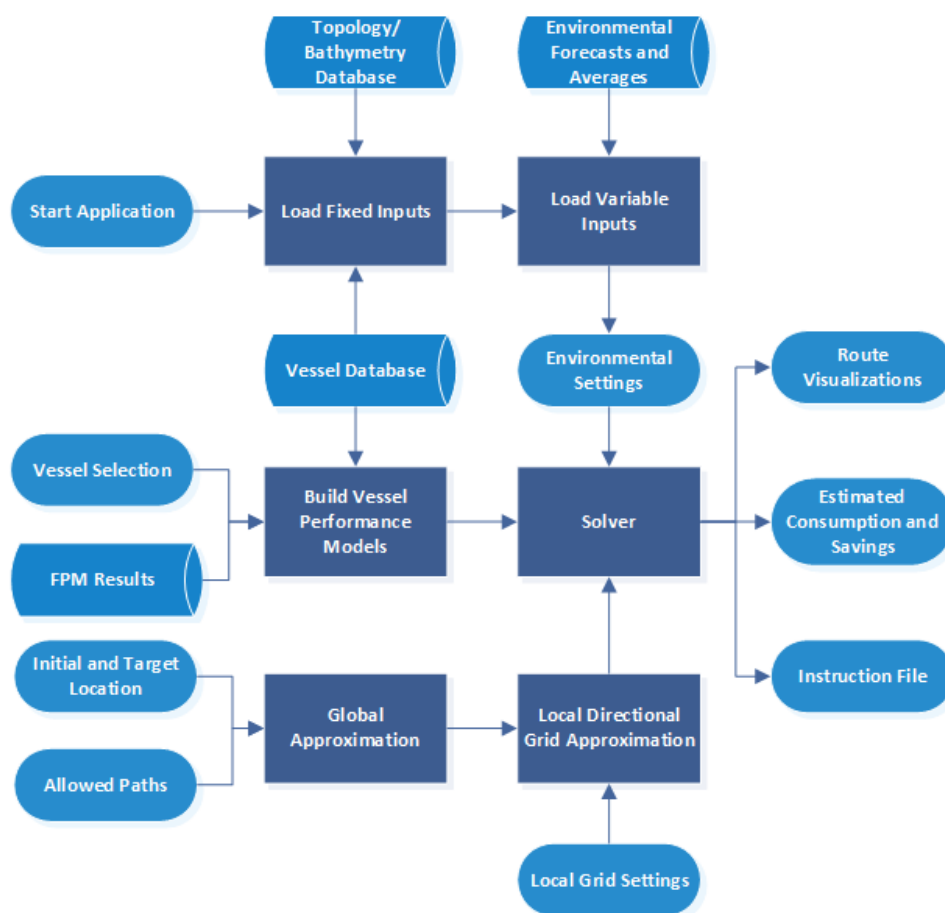 Topology/
Bathymetry
Database
Environmental
Forecasts and
Averages
Start Application
Load Fixed Inputs
Load Variable
Inputs
Vessel Database
Environmental
Settings
Route
Visualizations
Vessel Selection
Build Vessel
Performance
Models
Solver
Estimated
Consumption and
Savings
FPM Results
Initial and Target
Location
Global
Approximation
Local Directional
Grid Approximation
Instruction File
Allowed Paths
Local Grid Settings